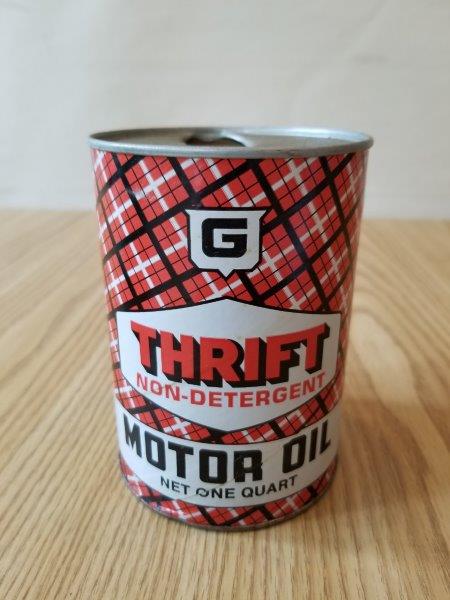 G
THRIFT
NON-DETERGENT
MOTOR OIL
NET ONE QUART